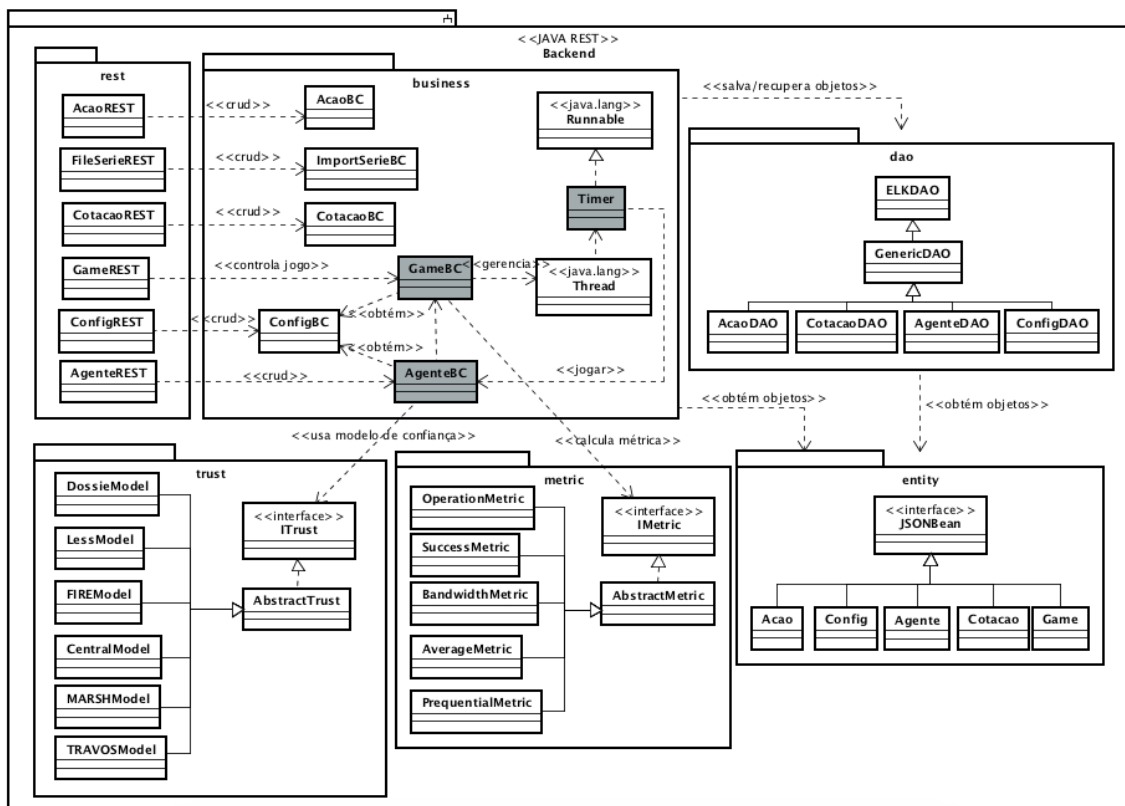 <<JAVA REST>>
Backend
rest
AcaoREST
FileSerieREST
CotacaoREST
GameREST
ConfigREST
AgenteREST
<<crud>>
<<crud>>
<<crud>>
<<controla jogo>>
<<crud>>
<<crud>>
business
AcaoBC
ImportSerieBC
CotacaoBC
GameBC
ConfigBC
AgenteBC
<<obtém>>
<<obtém>>
<<gerencia>>
<<java.lang>>
Runnable
Timer
<<java.lang>>
Thread
<<jogar>>
<<salva/recupera objetos>>
dao
ELKDAO
GenericDAO
AcaoDAO
CotacaoDAO
AgenteDAO
ConfigDAO
<<obtém objetos>>
<<obtém objetos>>
<<usa modelo de confiança>>
<<calcula métrica>>
trust
DossieModel
LessModel
FIREModel
CentralModel
MARSHModel
TRAVOSModel
<<interface>>
ITrust
AbstractTrust
metric
OperationMetric
SuccessMetric
BandwidthMetric
AverageMetric
PrequentialMetric
<<interface>>
IMetric
AbstractMetric
entity
<<interface>>
JSONBean
Acao
Config
Agente
Cotacao
Game